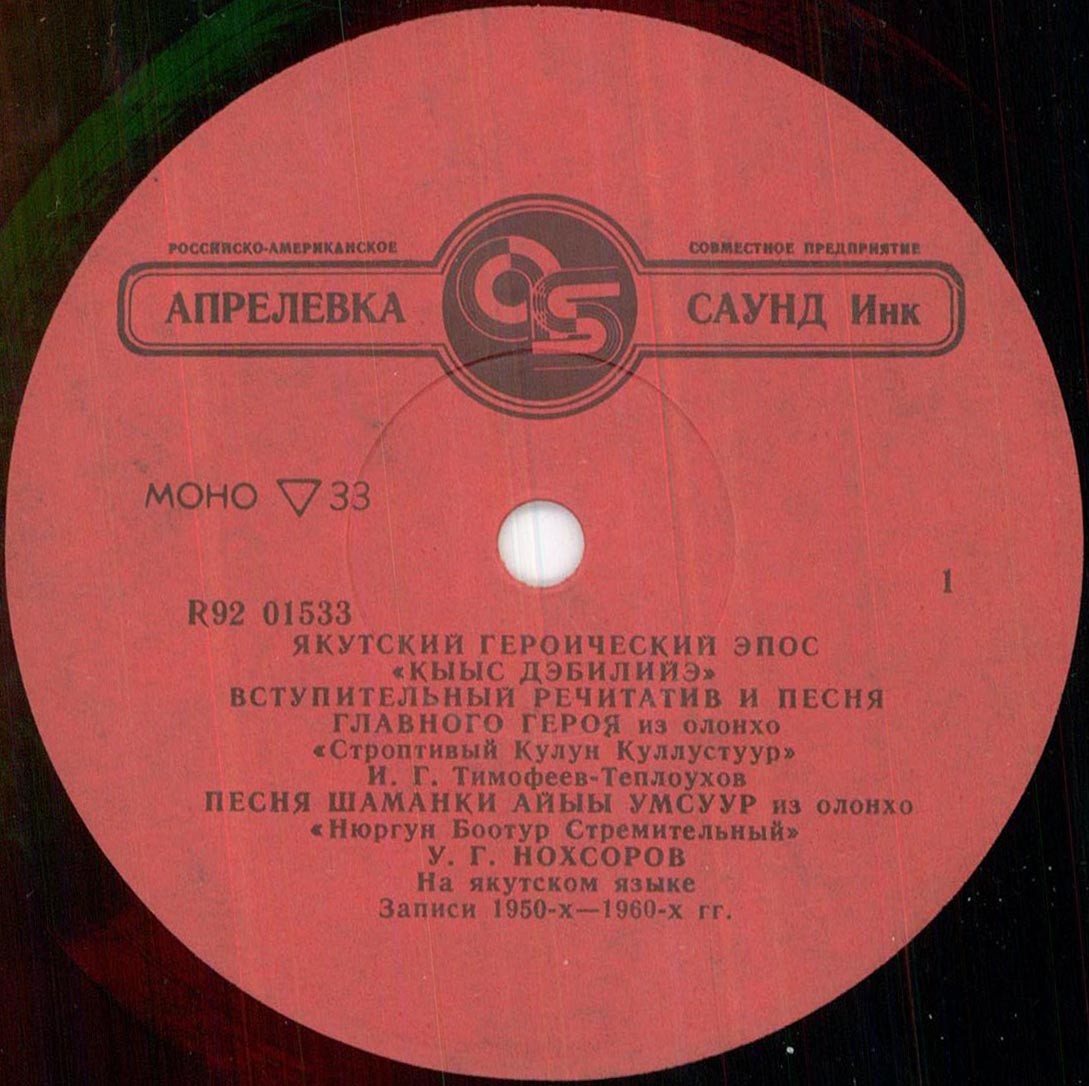 РОССИЙСКО-АМЕРИКАНСКОЕ СОВМЕСТНОЕ ПРЕДПРИЯТИЕ
АПРЕЛЕВКА САУНД Инк
МОНО ▽ 33
1
R92 01533
ЯКУТСКИЙ ГЕРОИЧЕСКИЙ ЭПОС
«КЫЫС ДЭБИЛИЙЭ»
ВСТУПИТЕЛЬНЫЙ РЕЧИТАТИВ И ПЕСНЯ
ГЛАВНОГО ГЕРОЯ из олонхо
«Строптивый Кулун Куллустуур»
И. Г. Тимофеев-Теплоухов
ПЕСНЯ ШАМАНКИ АЙЫЫ УМСУУР из олонхо
«Нюргун Боотур Стремительный»
У. Г. НОХСОРОВ
На якутском языке
Записи 1950-х—1960-х гг.